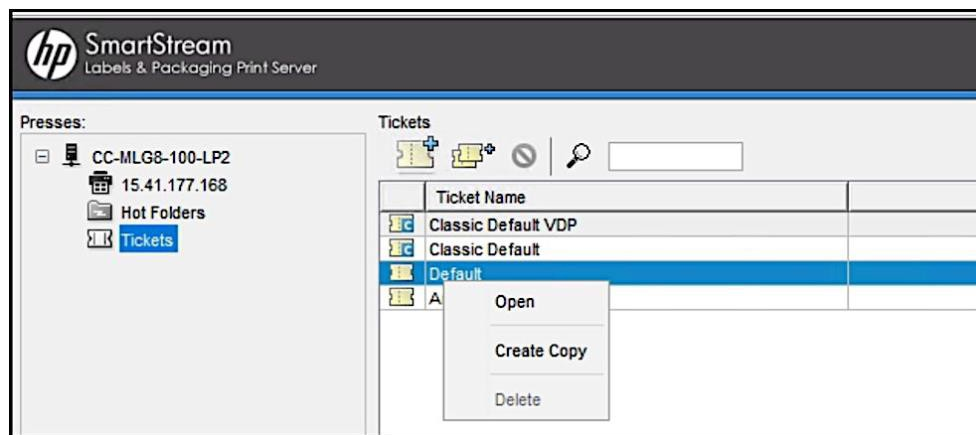 hp SmartStream
Labels & Packaging Print Server
Presses:
CC-MLG8-100-LP2
15.41.177.168
Hot Folders
Tickets
Tickets
Ticket Name
Classic Default VDP
Classic Default
Default
A
Open
Create Copy
Delete